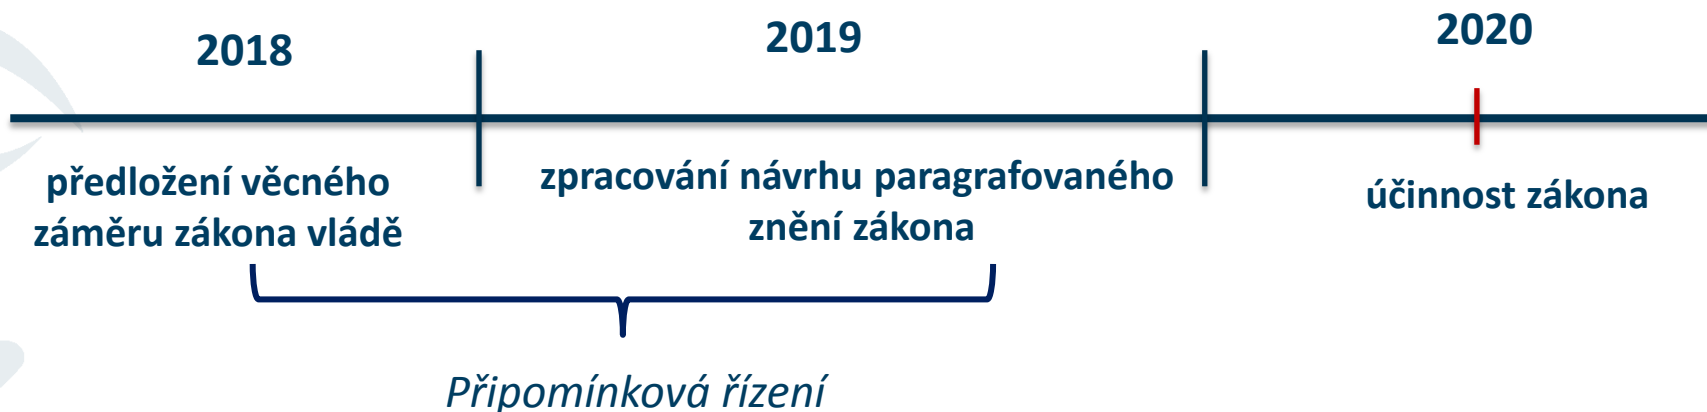 2018
2019
2020
předložení věcného
záměru zákona vládě
zpracování návrhu paragrafovaného
znění zákona
účinnost zákona
Připomínková řízení